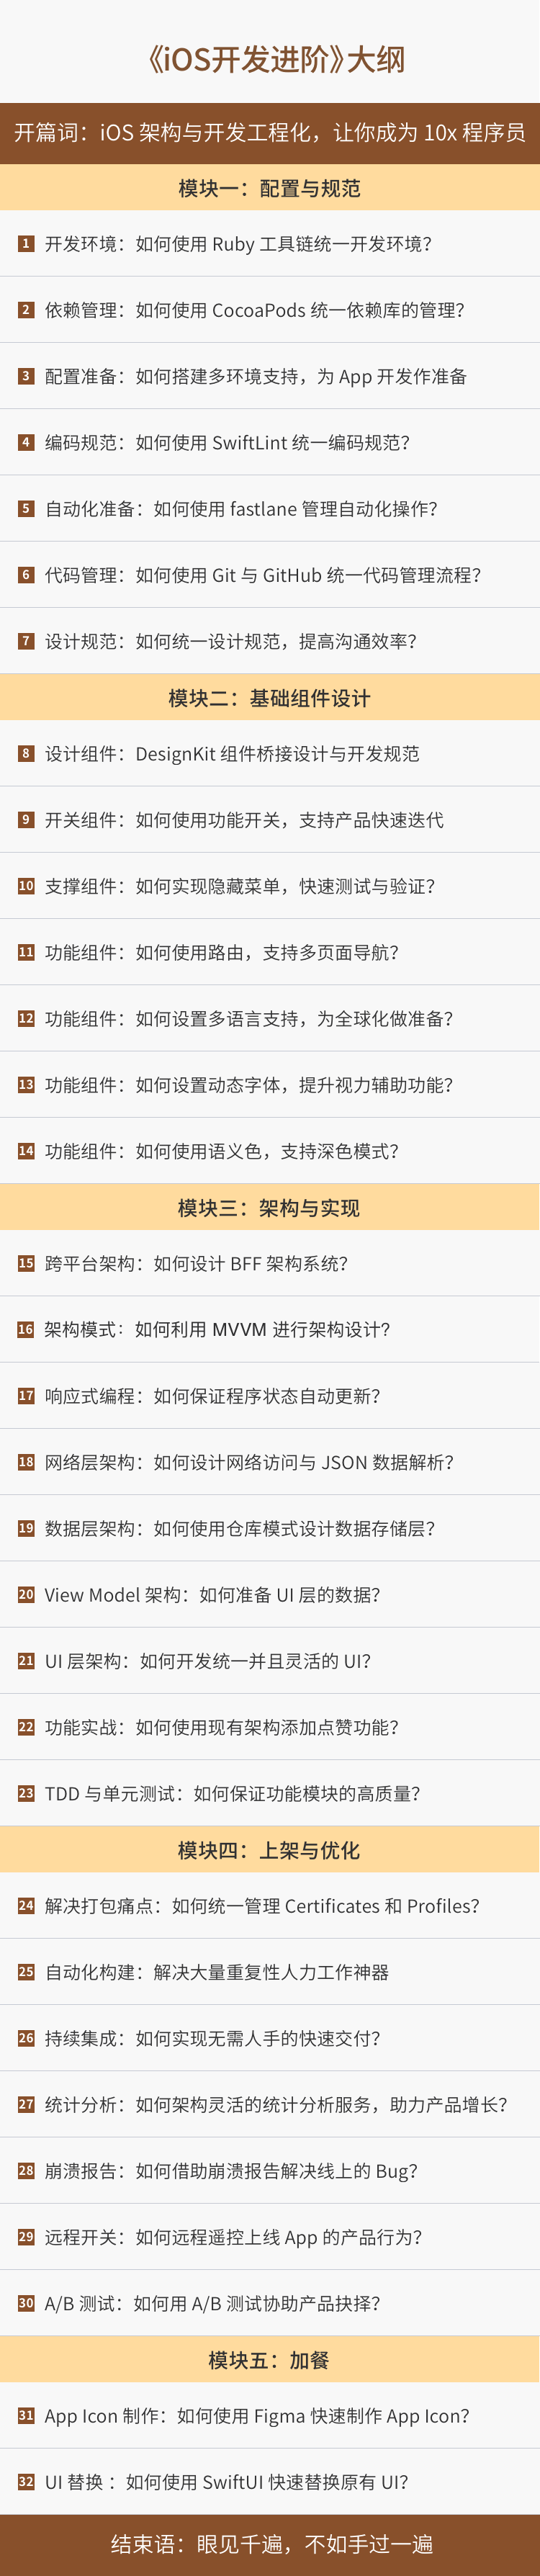 《iOS开发进阶》大纲
开篇词：iOS 架构与开发工程化，让你成为 10x 程序员
模块一：配置与规范
1 开发环境：如何使用 Ruby 工具链统一开发环境？
2 依赖管理：如何使用 CocoaPods 统一依赖库的管理？
3 配置准备：如何搭建多环境支持，为 App 开发作准备
4 编码规范：如何使用 SwiftLint 统一编码规范？
5 自动化准备：如何使用 fastlane 管理自动化操作？
6 代码管理：如何使用 Git 与 GitHub 统一代码管理流程？
7 设计规范：如何统一设计规范，提高沟通效率？
模块二：基础组件设计
8 设计组件：DesignKit 组件桥接设计与开发规范
9 开关组件：如何使用功能开关，支持产品快速迭代
10 支撑组件：如何实现隐藏菜单，快速测试与验证？
11 功能组件：如何使用路由，支持多页面导航？
12 功能组件：如何设置多语言支持，为全球化做准备？
13 功能组件：如何设置动态字体，提升视力辅助功能？
14 功能组件：如何使用语义色，支持深色模式？
模块三：架构与实现
15 跨平台架构：如何设计 BFF 架构系统？
16 架构模式：如何利用 MVVM 进行架构设计?
17 响应式编程：如何保证程序状态自动更新？
18 网络层架构：如何设计网络访问与 JSON 数据解析？
19 数据层架构：如何使用仓库模式设计数据存储层？
20 View Model 架构：如何准备 UI 层的数据？
21 UI 层架构：如何开发统一并且灵活的 UI？
22 功能实战：如何使用现有架构添加点赞功能？
23 TDD 与单元测试：如何保证功能模块的高质量？
模块四：上架与优化
24 解决打包痛点：如何统一管理 Certificates 和 Profiles？
25 自动化构建：解决大量重复性人力工作神器
26 持续集成：如何实现无需人手的快速交付？
27 统计分析：如何架构灵活的统计分析服务，助力产品增长？
28 崩溃报告：如何借助崩溃报告解决线上的 Bug？
29 远程开关：如何远程遥控上线 App 的产品行为？
30 A/B 测试：如何用 A/B 测试协助产品抉择？
模块五：加餐
31 App Icon 制作：如何使用 Figma 快速制作 App Icon？
32 UI 替换 ：如何使用 SwiftUI 快速替换原有 UI？
结束语：眼见千遍，不如手过一遍